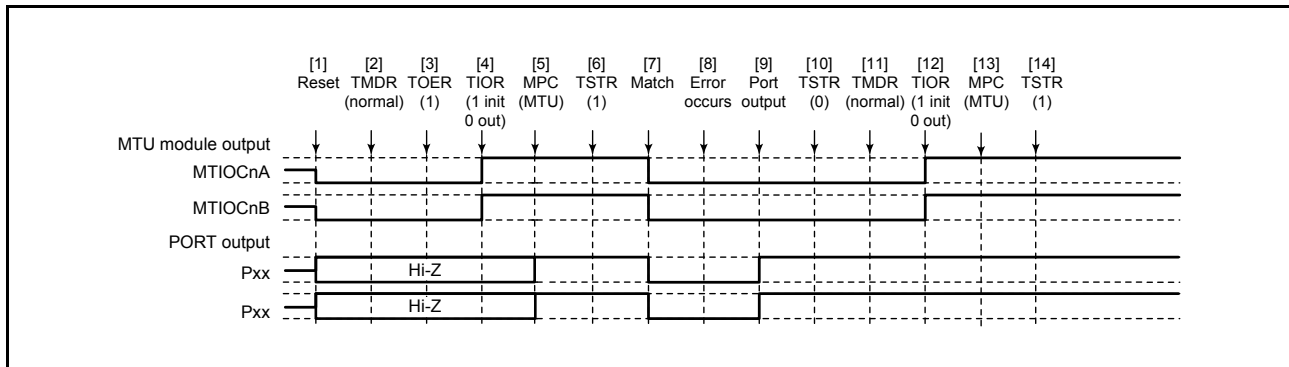 [1] [2] [3] [4] [5] [6] [7] [8] [9] [10] [11] [12] [13] [14]
Reset TMDR TOER TIOR MPC TSTR Match Error Port TSTR TMDR TIOR MPC TSTR
(normal) (1) (1 init (MTU) (1) occurs output (0) (normal) (1 init (MTU) (1)
0 out) 0 out)
MTU module output
MTIOCnA
MTIOCnB
PORT output
Pxx Hi-Z
Pxx Hi-Z